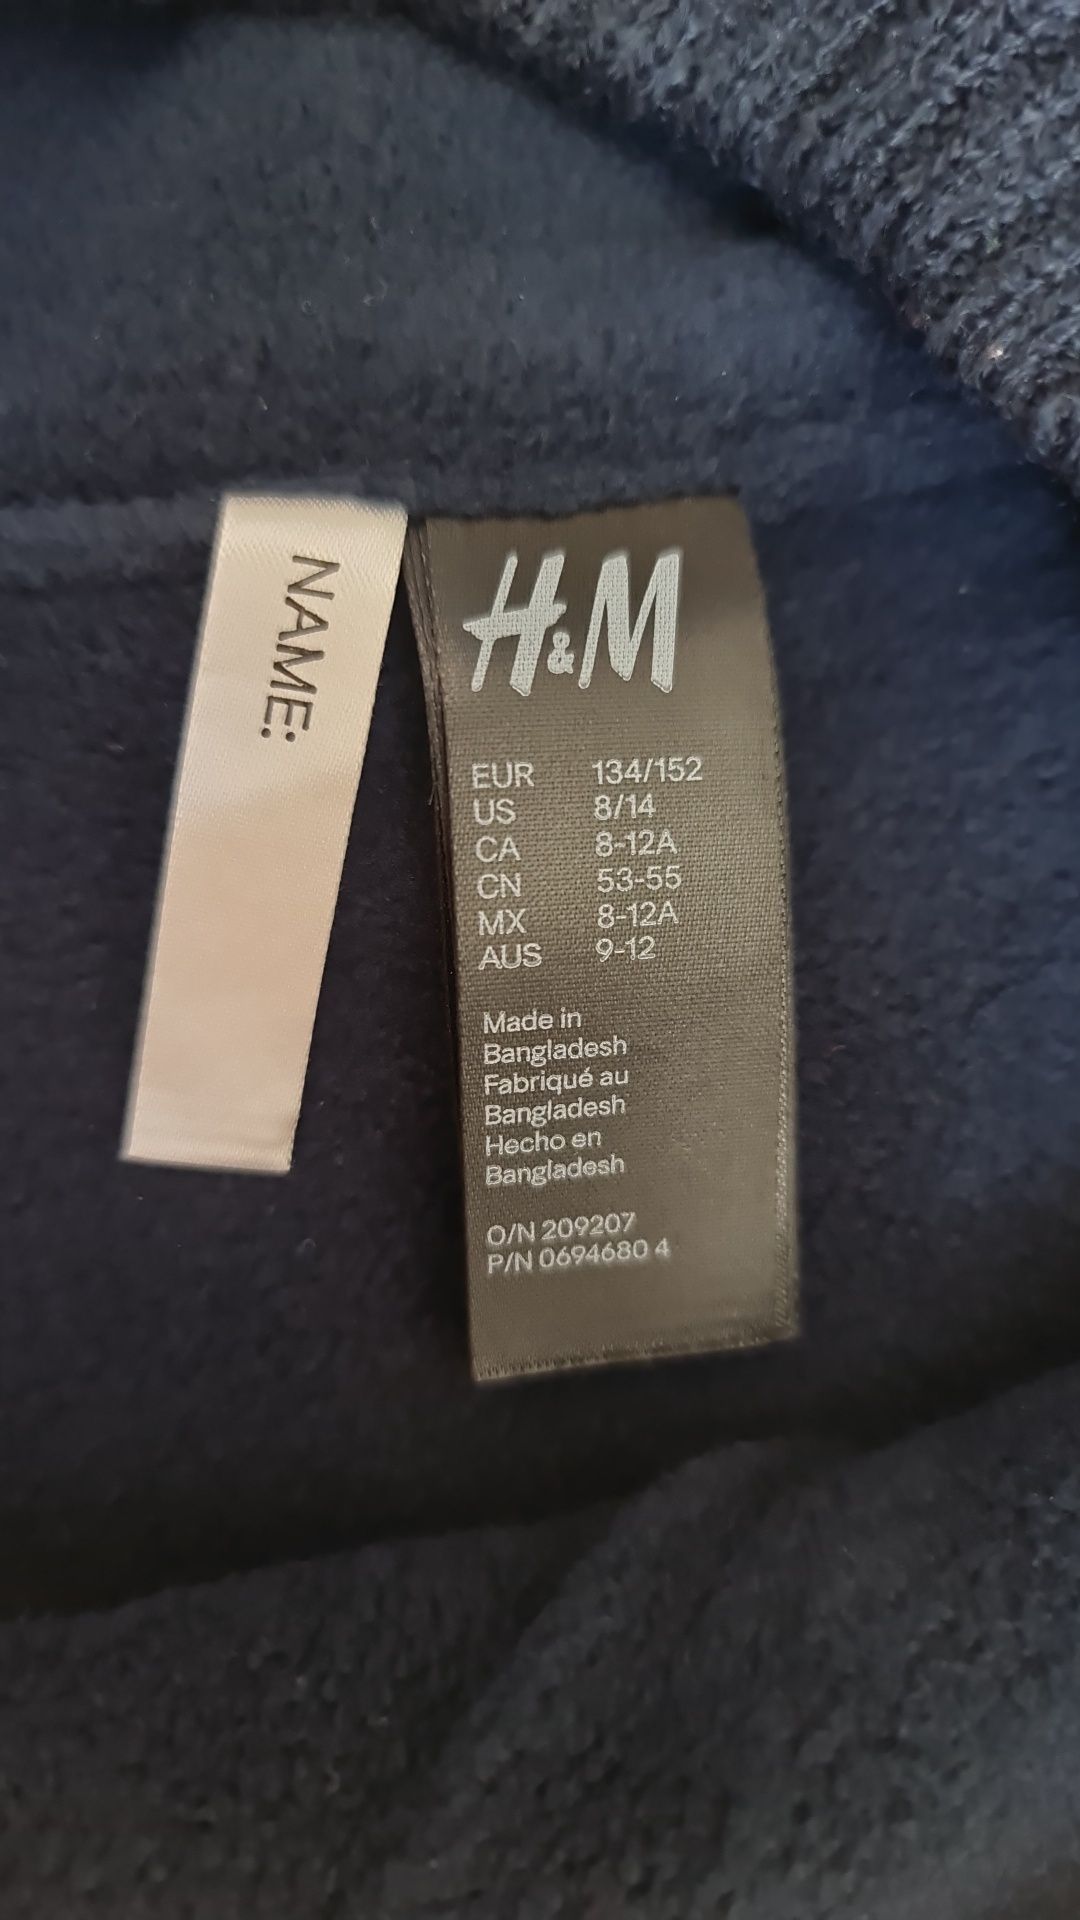 NAME:
H&M
EUR 134/152
US 8/14
CA 8-12A
CN 53-55
MX 8-12A
AUS 9-12
Made in
Bangladesh
Fabriqué au
Bangladesh
Hecho en
Bangladesh
O/N 209207
P/N 0694680 4